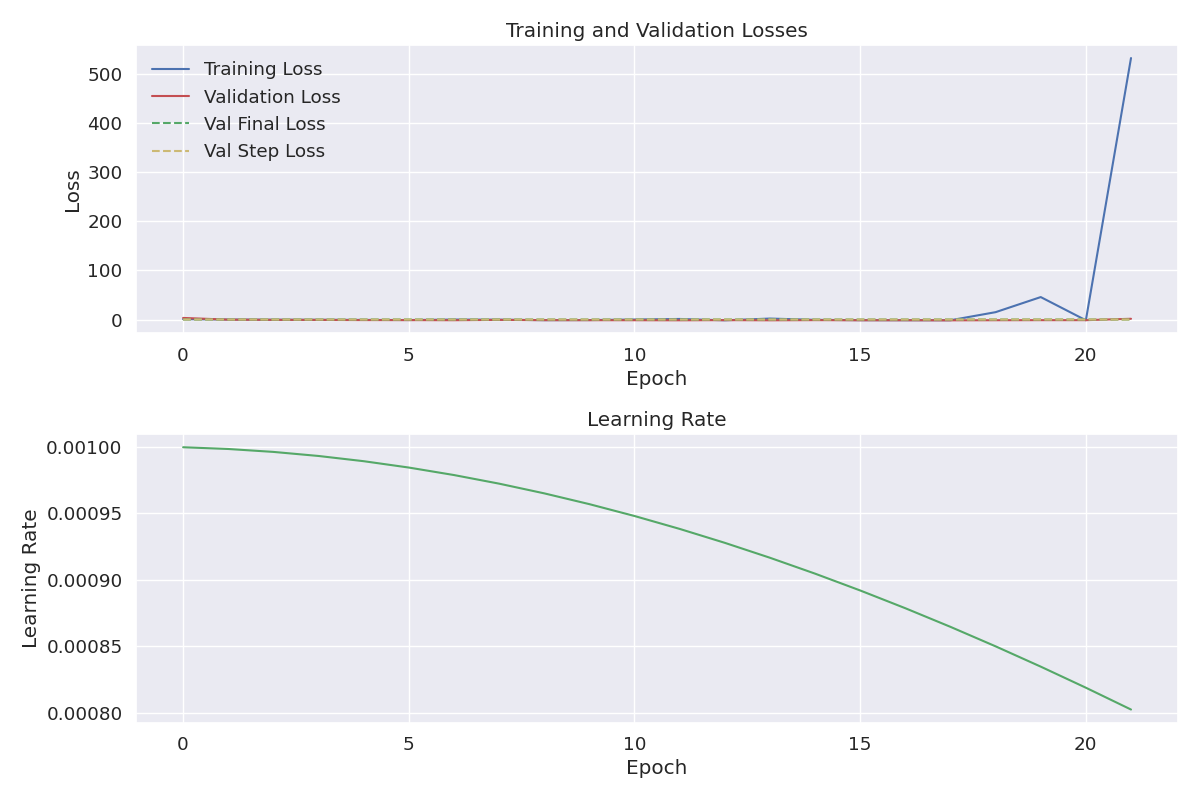 Training and Validation Losses
Training Loss
Validation Loss
Val Final Loss
Val Step Loss
Loss
500
400
300
200
100
0
0 5 10 15 20
Epoch
Learning Rate
Learning Rate
0.00100
0.00095
0.00090
0.00085
0.00080
0 5 10 15 20
Epoch